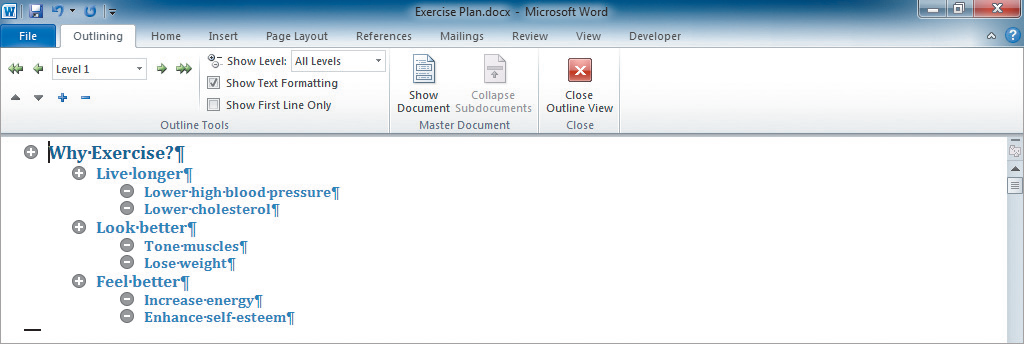 Exercise Plan.docx - Microsoft Word
File Outlining Home Insert Page Layout References Mailings Review View Developer
Level 1
Show Level: All Levels
Show Text Formatting
Show First Line Only
Outline Tools
Show Document
Collapse Subdocuments
Master Document
Close Outline View
Close
Why·Exercise?¶
Live·longer¶
Lower·high·blood·pressure¶
Lower·cholesterol¶
Look·better¶
Tone·muscles¶
Lose·weight¶
Feel·better¶
Increase·energy¶
Enhance·self-esteem¶